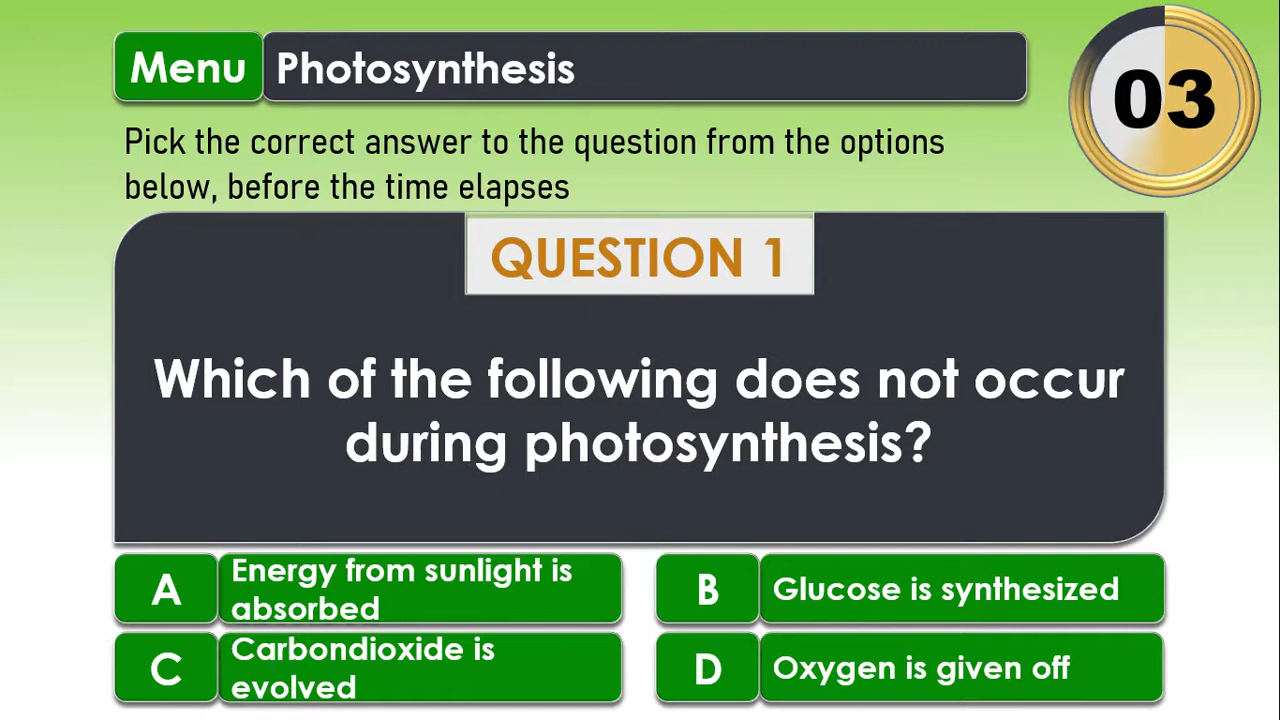 Menu Photosynthesis
03
Pick the correct answer to the question from the options
below, before the time elapses
QUESTION 1
Which of the following does not occur
during photosynthesis?
A Energy from sunlight is
absorbed
B Glucose is synthesized
C Carbondioxide is
evolved
D Oxygen is given off